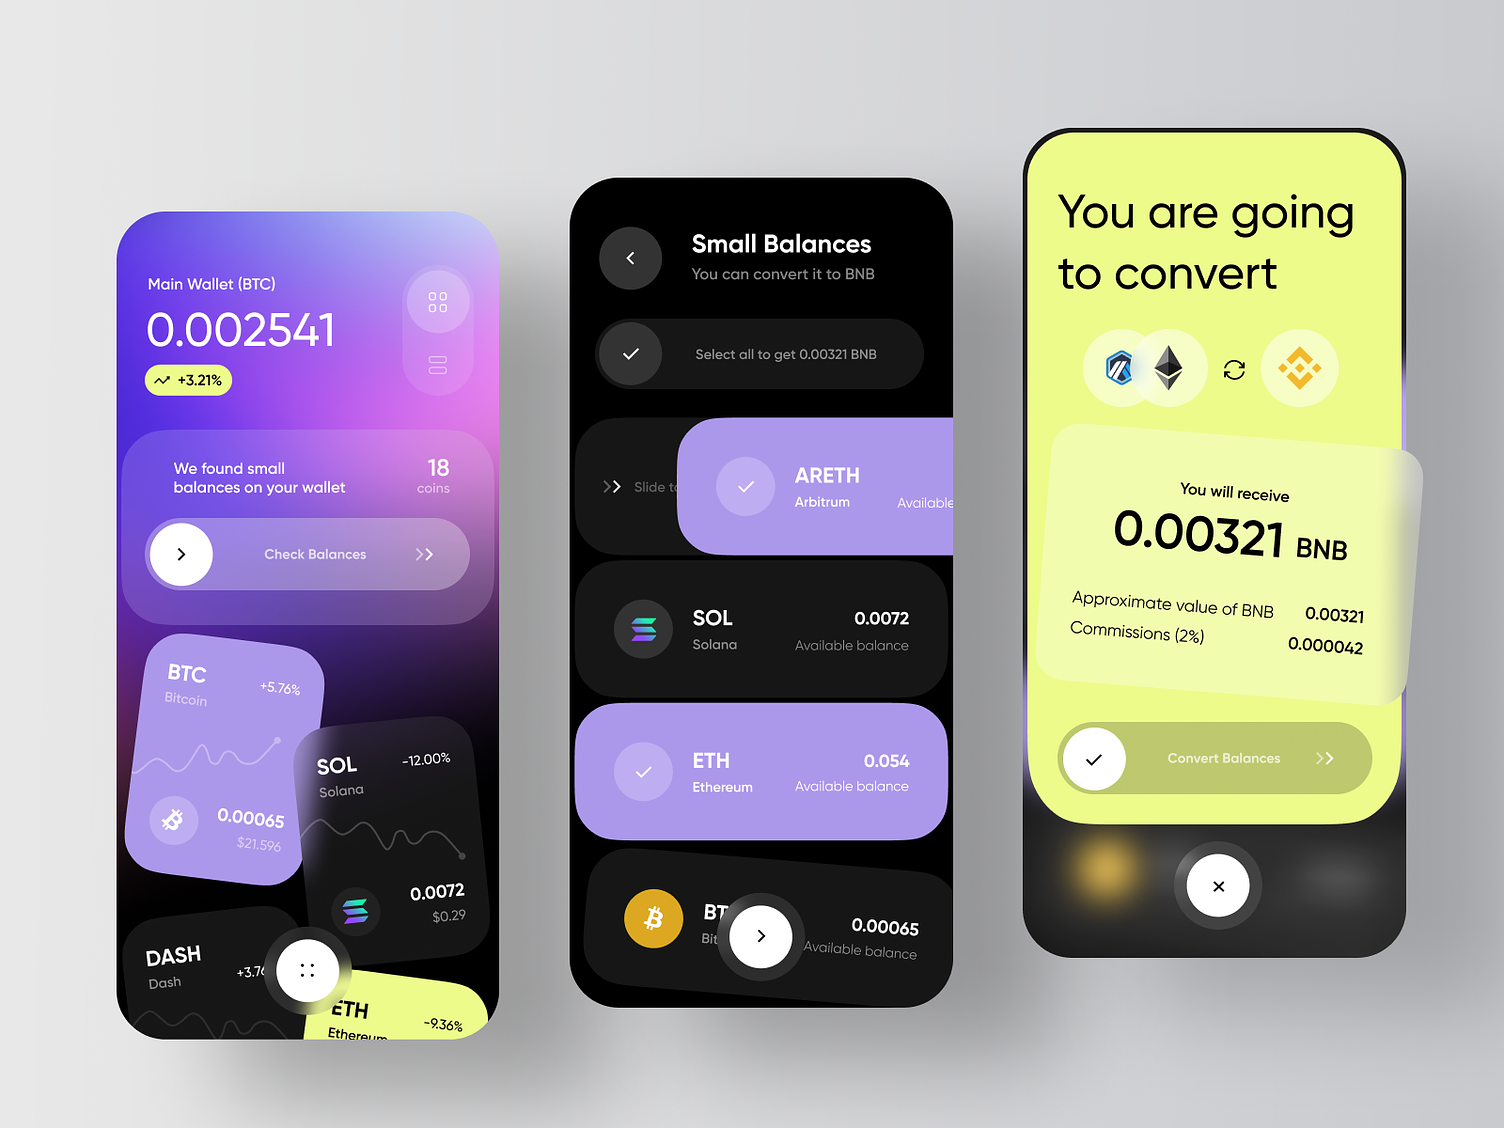 Main Wallet (BTC)
0.002541
+3.21%
We found small
balances on your wallet
18
coins
Check Balances
BTC
Bitcoin
+5.76%
0.00065
$21.596
SOL
Solana
-12.00%
0.0072
$0.29
DASH
Dash
+3.76
ETH
Ethereum
-9.36%
Small Balances
You can convert it to BNB
Select all to get 0.00321 BNB
Slide to
ARETH
Arbitrum
Available
SOL
Solana
0.0072
Available balance
ETH
Ethereum
0.054
Available balance
BT
Bit
0.00065
Available balance
You are going
to convert
You will receive
0.00321 BNB
Approximate value of BNB 0.00321
Commissions (2%) 0.000042
Convert Balances